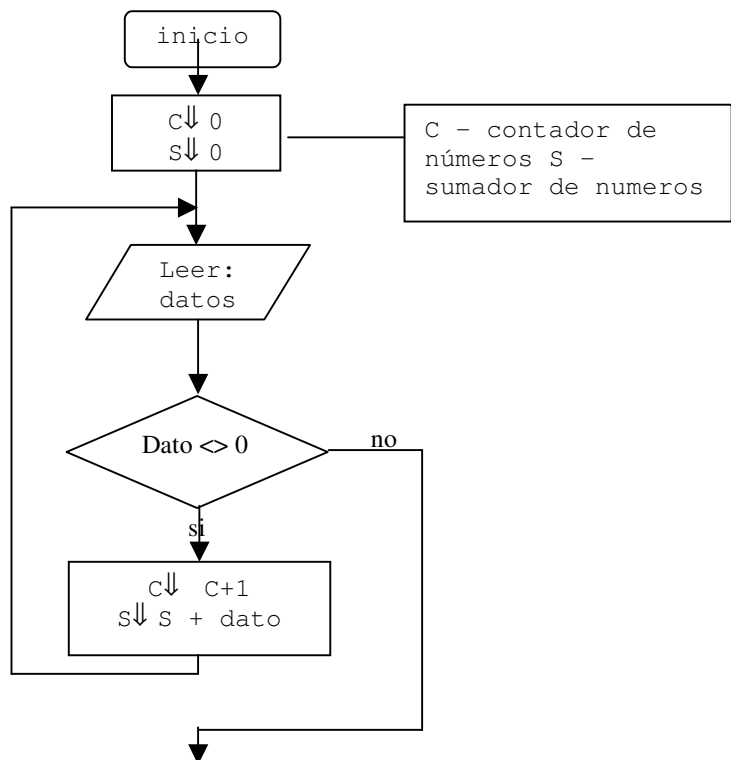 inicio
C⇓ 0
S⇓ 0
C – contador de
números S –
sumador de numeros
Leer:
datos
Dato <> 0
no
si
C⇓ C+1
S⇓ S + dato